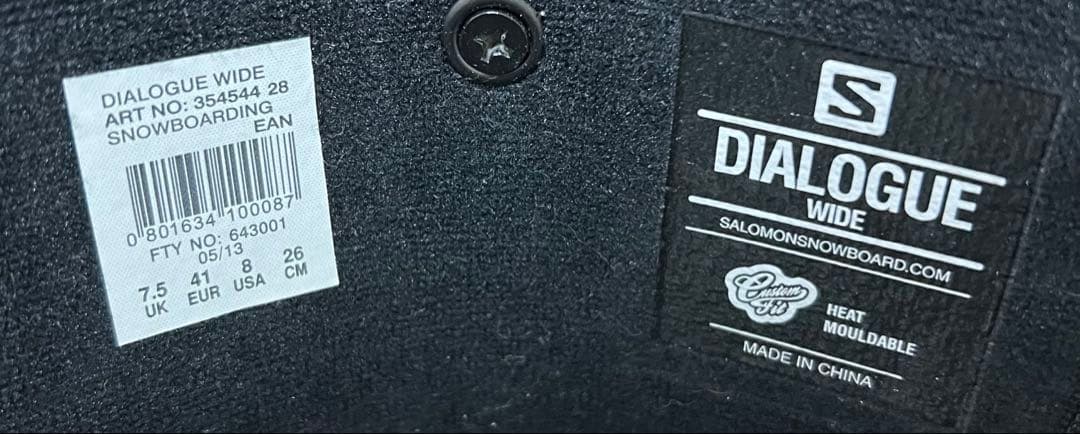 DIALOGUE WIDE
ART NO: 354544 28
SNOWBOARDING
EAN
0 801634 100087
FTY NO: 643001
05/13
7.5 41 8 26
UK EUR USA CM
S
DIALOGUE
WIDE
SALOMONSNOWBOARD.COM
Custom
Fit
HEAT
MOULDABLE
MADE IN CHINA